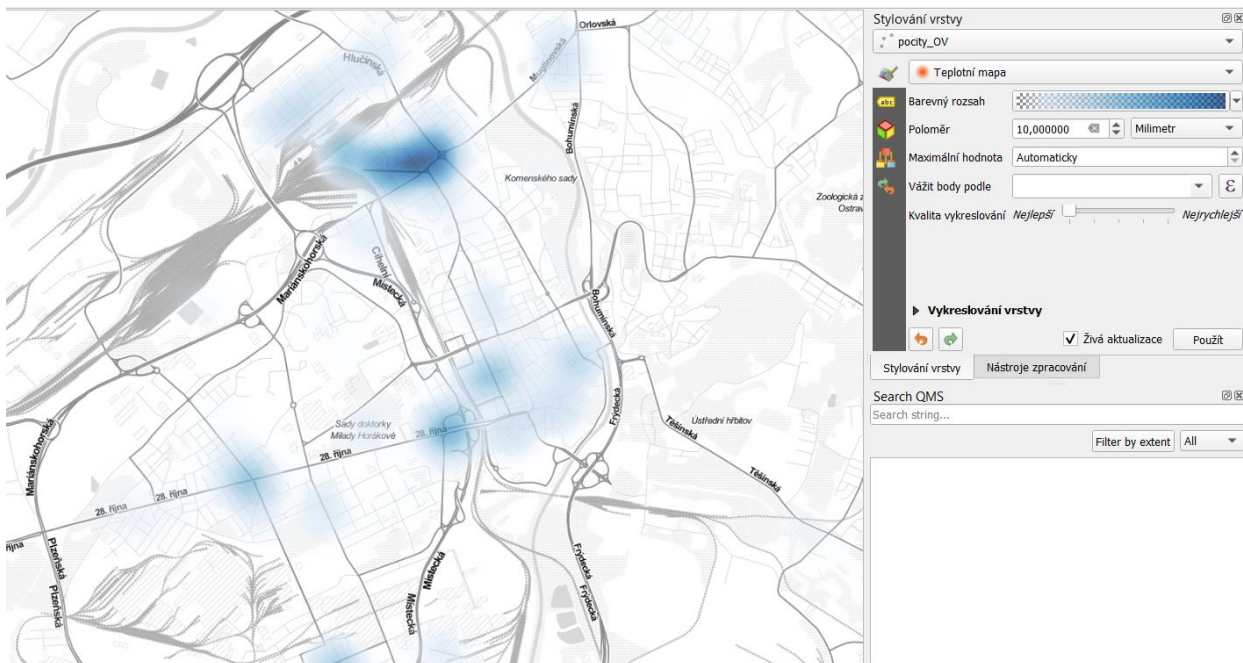 Orlovská
Hlučínská
Muglinovská
Bohumínská
Komenského sady
Zoologická z
Ostrav
Cihelní
Mariánskohorská
Místecká
Bohumínská
Frýdecká
Sady doktorky
Milady Horákové
28. října
Ústřední hřbitov
Těšínská
Mariánskohorská
28. října
28. října
28. října
Těšínská
října
Plzeňská
Plzeňská
Místecká
Místecká
Frýdecká
Frýdecká
Stylování vrstvy
pocity_OV
Teplotní mapa
abc
Barevný rozsah
Poloměr 10,000000 Milimetr
Maximální hodnota Automaticky
Vážit body podle ε
Kvalita vykreslování Nejlepší Nejrychlejší
Vykreslování vrstvy
Živá aktualizace Použít
Stylování vrstvy Nástroje zpracování
Search QMS
Search string...
Filter by extent All